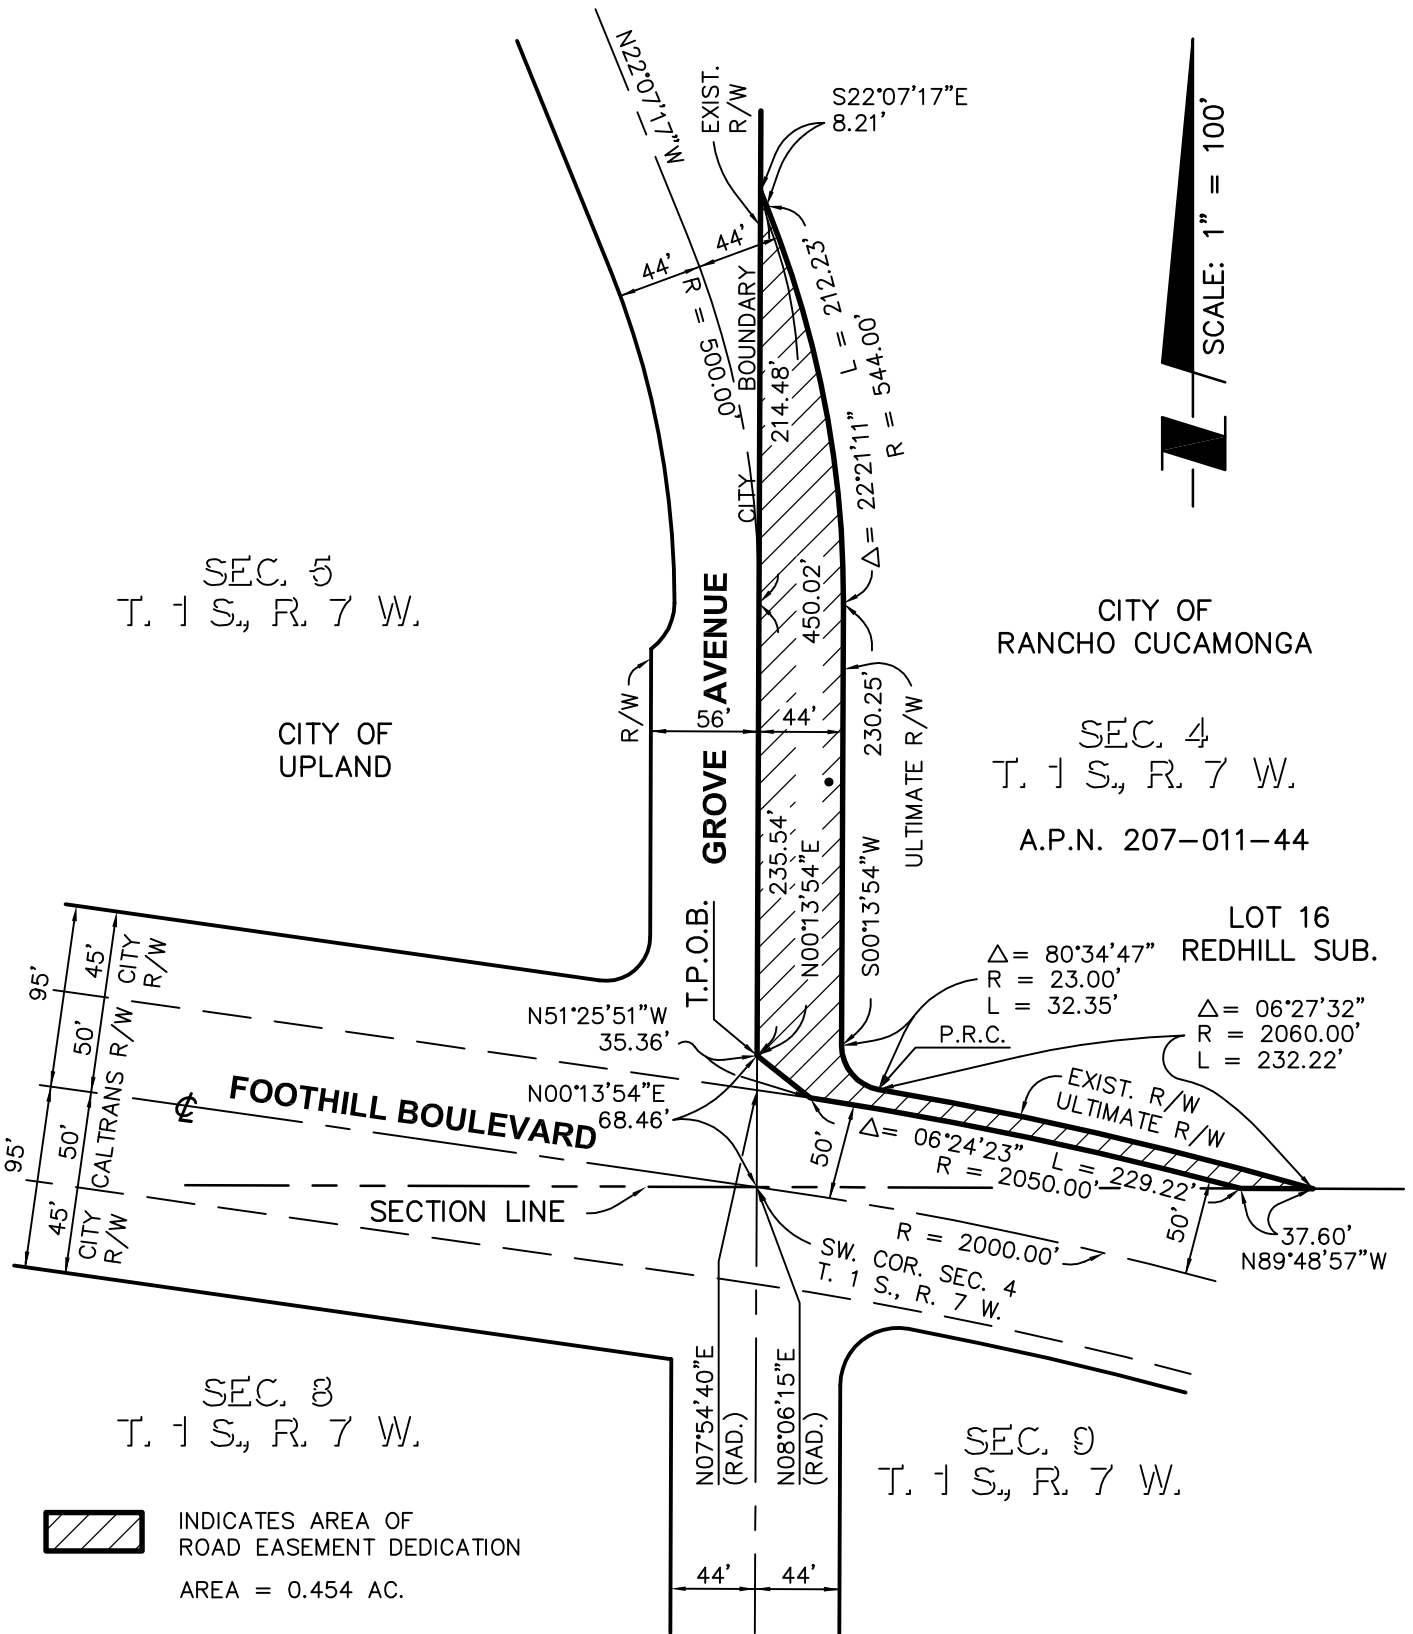 N22°07'17"W
EXIST.
R/W
S22°07'17"E
8.21'
SCALE: 1" = 100'
N
44'
44'
R = 500.00'
CITY BOUNDARY
214.48'
L = 212.23'
R = 544.00'
△= 22°21'11"
SEC. 5
T. 1 S., R. 7 W.
CITY OF
UPLAND
GROVE AVENUE
450.02'
CITY OF
RANCHO CUCAMONGA
SEC. 4
T. 1 S., R. 7 W.
A.P.N. 207-011-44
LOT 16
REDHILL SUB.
R/W
56'
44'
230.25'
ULTIMATE R/W
235.54'
N00°13'54"E
S00°13'54"W
T.P.O.B.
△= 80°34'47"
R = 23.00'
L = 32.35'
P.R.C.
△= 06°27'32"
R = 2060.00'
L = 232.22'
95'
45'
CITY
R/W
50'
CALTRANS R/W
50'
95'
45'
CITY
R/W
N51°25'51"W
35.36'
N00°13'54"E
68.46'
℄
FOOTHILL BOULEVARD
EXIST. R/W
ULTIMATE R/W
50'
△= 06°24'23" L = 229.22'
R = 2050.00'
SECTION LINE
R = 2000.00'
50'
37.60'
N89°48'57"W
SW. COR. SEC. 4
T. 1 S., R. 7 W.
N07°54'40"E
(RAD.)
N08°06'15"E
(RAD.)
SEC. 8
T. 1 S., R. 7 W.
SEC. 9
T. 1 S., R. 7 W.
INDICATES AREA OF
ROAD EASEMENT DEDICATION
AREA = 0.454 AC.
44'
44'